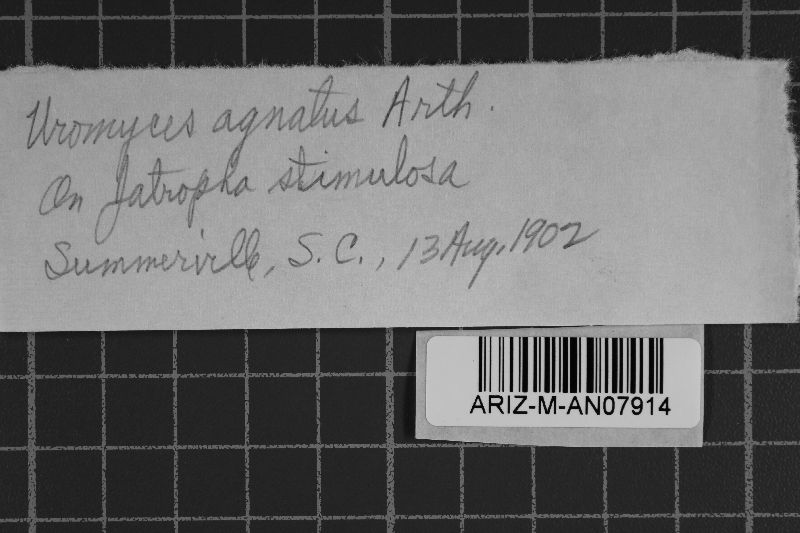 Uromyces agnatus Arth.
On Jatropha stimulosa
Summerville, S.C., 13 Aug, 1902
ARIZ-M-AN07914